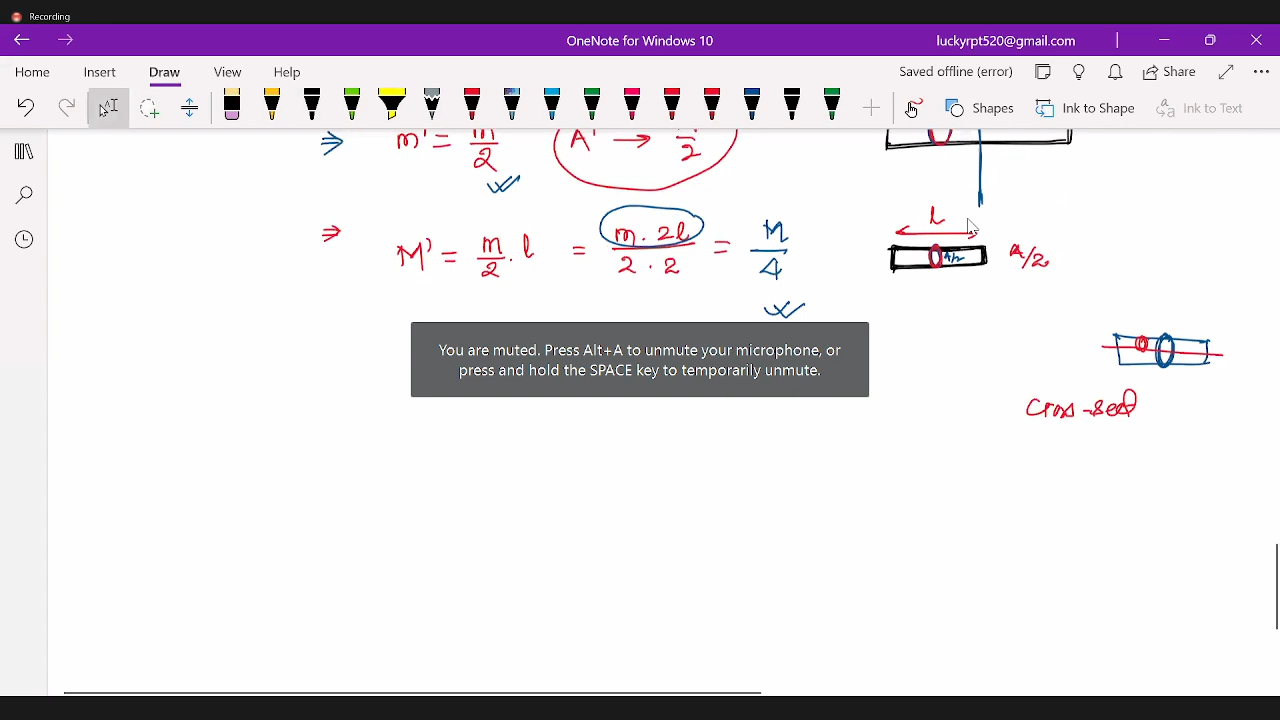 Recording
OneNote for Windows 10
luckyrpt520@gmail.com
Home Insert Draw View Help
Saved offline (error) Share
Shapes Ink to Shape Ink to Text
⇒ m' = m/2 A' → /2
⇒ M' = m/2 . l = m . 2l / 2 . 2 = M/4
l
A/2 A/2
You are muted. Press Alt+A to unmute your microphone, or
press and hold the SPACE key to temporarily unmute.